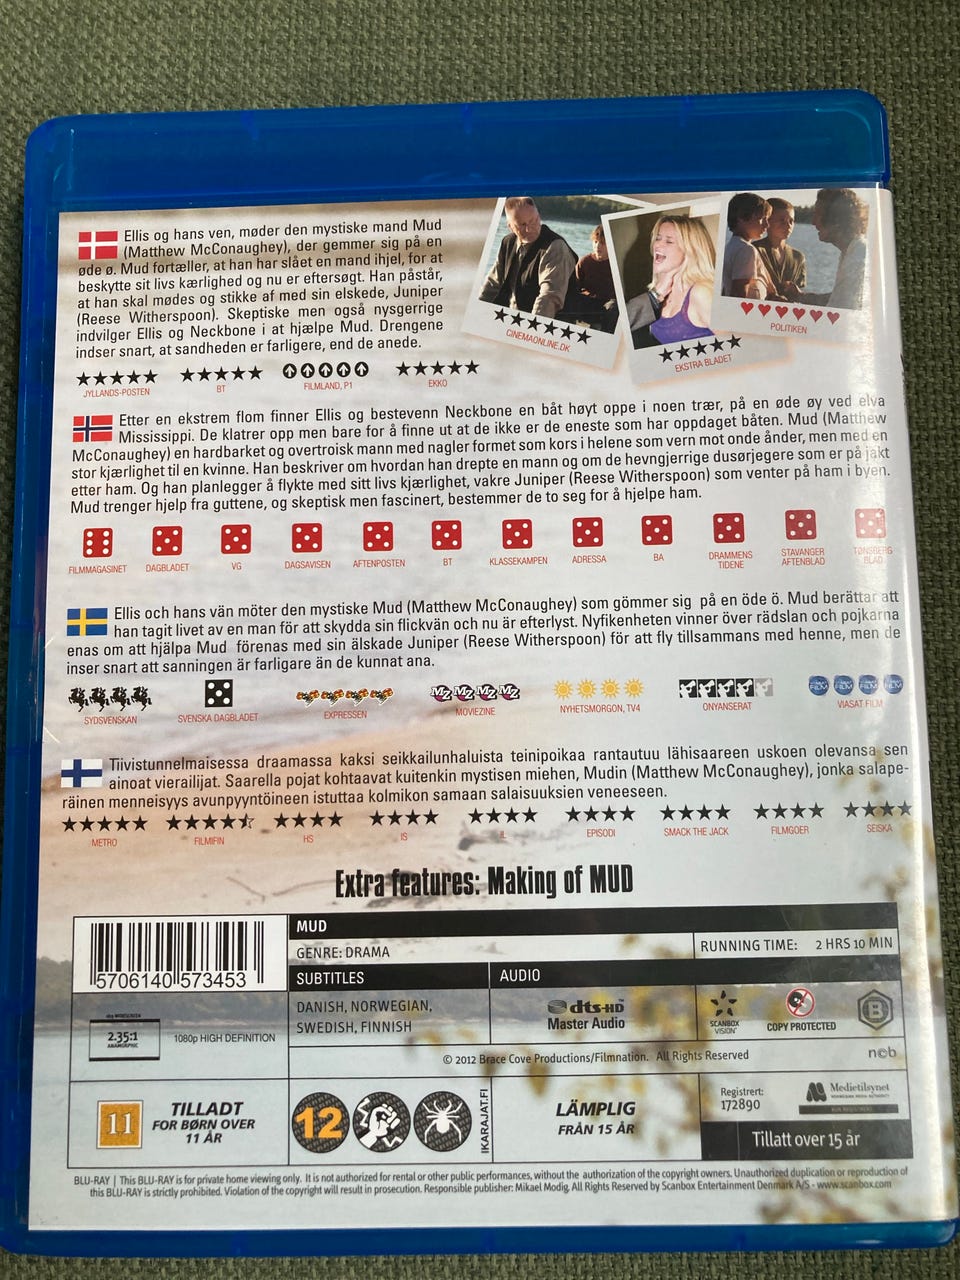 Ellis og hans ven, møder den mystiske mand Mud
(Matthew McConaughey), der gemmer sig på en
øde ø. Mud fortæller, at han har slået en mand ihjel, for at
beskytte sit livs kærlighed og nu er eftersøgt. Han påstår,
at han skal mødes og stikke af med sin elskede, Juniper
(Reese Witherspoon). Skeptiske men også nysgerrige
indvilger Ellis og Neckbone i at hjælpe Mud. Drengene
indser snart, at sandheden er farligere, end de anede.
★★★★★★
CINEMAONLINE.DK
★★★★★
EKSTRA BLADET
♥♥♥♥♥♥
POLITIKEN
★★★★★ ★★★★★ ★★★★★
JYLLANDS-POSTEN BT FILMLAND, P1 EKKO
Etter en ekstrem flom finner Ellis og bestevenn Neckbone en båt høyt oppe i noen trær, på en øde øy ved elva
Mississippi. De klatrer opp men bare for å finne ut at de ikke er de eneste som har oppdaget båten. Mud (Matthew
McConaughey) en hardbarket og overtroisk mann med nagler formet som kors i helene som vern mot onde ånder, men med en
stor kjærlighet til en kvinne. Han beskriver om hvordan han drepte en mann og om de hevngjerrige dusørjegere som er på jakt
etter ham. Og han planlegger å flykte med sitt livs kjærlighet, vakre Juniper (Reese Witherspoon) som venter på ham i byen.
Mud trenger hjelp fra guttene, og skeptisk men fascinert, bestemmer de to seg for å hjelpe ham.
FILMMAGASINET DAGBLADET VG DAGSAVISEN AFTENPOSTEN BT KLASSEKAMPEN ADRESSA BA DRAMMENS TIDENE STAVANGER AFTENBLAD TØNSBERG BLAD
Ellis och hans vän möter den mystiske Mud (Matthew McConaughey) som gömmer sig på en öde ö. Mud berättar att
han tagit livet av en man för att skydda sin flickvän och nu är efterlyst. Nyfikenheten vinner över rädslan och pojkarna
enas om att hjälpa Mud förenas med sin älskade Juniper (Reese Witherspoon) för att fly tillsammans med henne, men de
inser snart att sanningen är farligare än de kunnat ana.
MZ MZ MZ MZ
SYDSVENSKAN SVENSKA DAGBLADET EXPRESSEN MOVIEZINE NYHETSMORGON, TV4 ONYANSERAT VIASAT FILM
Tiivistunnelmaisessa draamassa kaksi seikkailunhaluista teinipoikaa rantautuu lähisaareen uskoen olevansa sen
ainoat vierailijat. Saarella pojat kohtaavat kuitenkin mystisen miehen, Mudin (Matthew McConaughey), jonka salape-
räinen menneisyys avunpyyntöineen istuttaa kolmikon samaan salaisuuksien veneeseen.
METRO FILMIFIN HS IS IL EPISODI SMACK THE JACK FILMGOER SEISKA
Extra features: Making of MUD
5706140 573453
MUD
GENRE: DRAMA
RUNNING TIME: 2 HRS 10 MIN
SUBTITLES
AUDIO
DANISH, NORWEGIAN,
SWEDISH, FINNISH
dts-HD
Master Audio
SCANBOX
VISION
COPY PROTECTED
B
16:9 WIDESCREEN
2.35:1
ANAMORPHIC
1080p HIGH DEFINITION
© 2012 Brace Cove Productions/Filmnation. All Rights Reserved
ncb
11
TILLADT
FOR BØRN OVER
11 ÅR
12
IKARAJAT.FI
LÄMPLIG
FRÅN 15 ÅR
Registrert:
172890
Medietilsynet
NORWEGIAN MEDIA AUTHORITY
Tillatt over 15 år
BLU-RAY | This BLU-RAY is for private home viewing only. It is not authorized for rental or other public performances, without the authorization of the copyright owners. Unauthorized duplication or reproduction of
this BLU-RAY is strictly prohibited. Violation of the copyright will result in prosecution. Responsible publisher: Mikael Modig. All Rights Reserved by Scanbox Entertainment Denmark A/S - www.scanbox.com